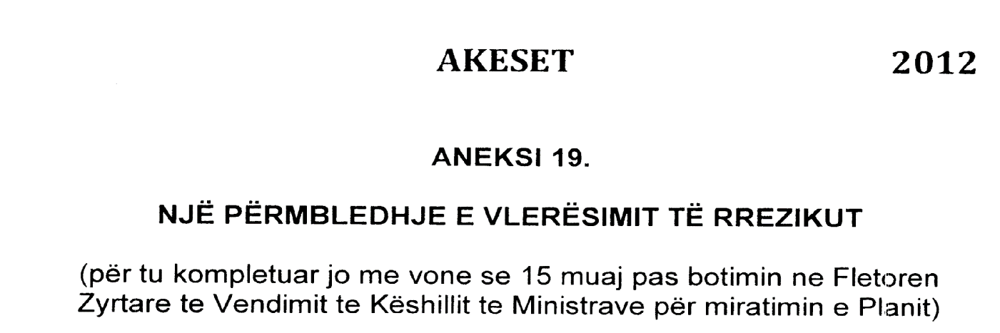 AKESET 2012
ANEKSI 19.
NJË PËRMBLEDHJE E VLERËSIMIT TË RREZIKUT
(për tu kompletuar jo me vone se 15 muaj pas botimin ne Fletoren
Zyrtare te Vendimit te Këshillit te Ministrave për miratimin e Planit)